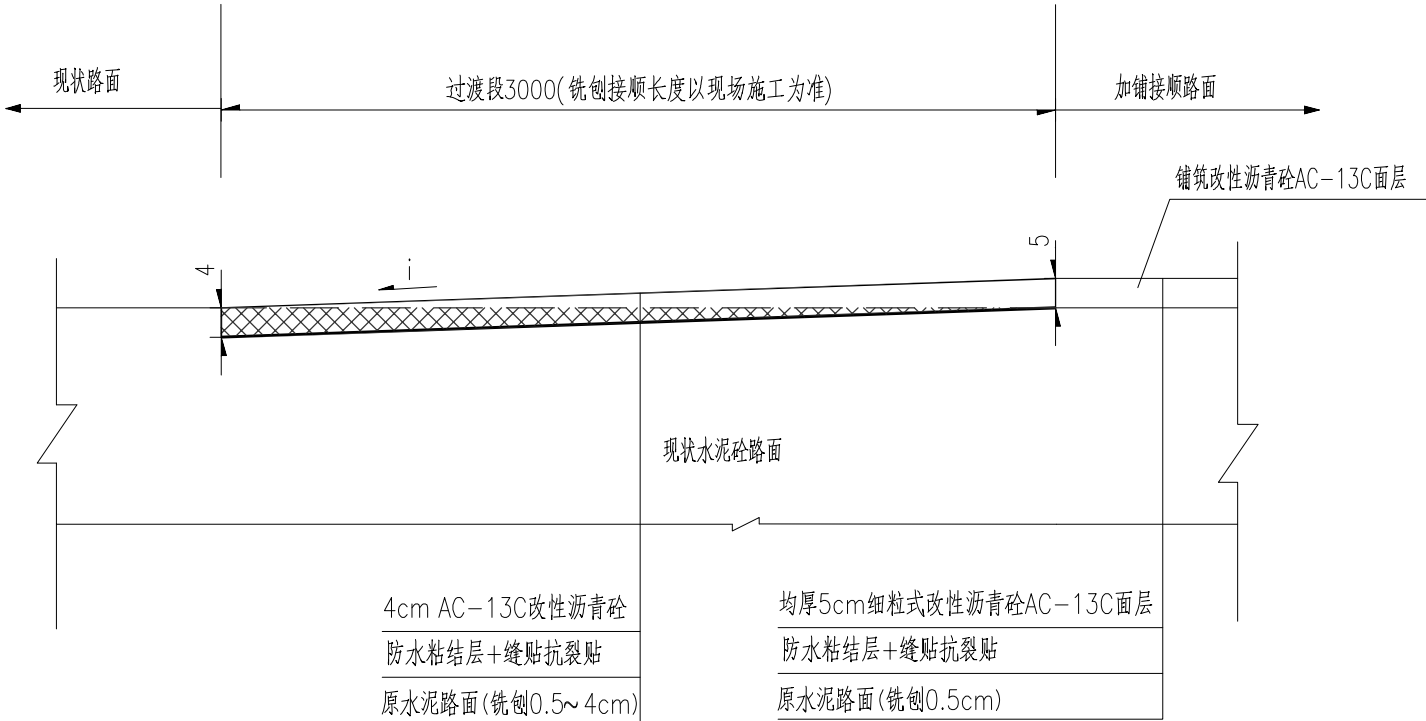 现状路面
过渡段3000(铣刨接顺长度以现场施工为准)
加铺接顺路面
铺筑改性沥青砼AC-13C面层
4
i
5
现状水泥砼路面
4cm AC-13C改性沥青砼
防水粘结层+缝贴抗裂贴
原水泥路面(铣刨0.5~4cm)
均厚5cm细粒式改性沥青砼AC-13C面层
防水粘结层+缝贴抗裂贴
原水泥路面(铣刨0.5cm)